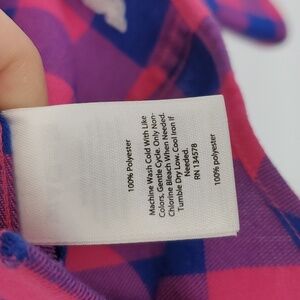 100% Polyester
Machine Wash Cold With Like
Colors, Gentle Cycle. Only Non-
Chlorine Bleach When Needed.
Tumble Dry Low. Cool Iron If
Needed.
RN 134578
100% polyester